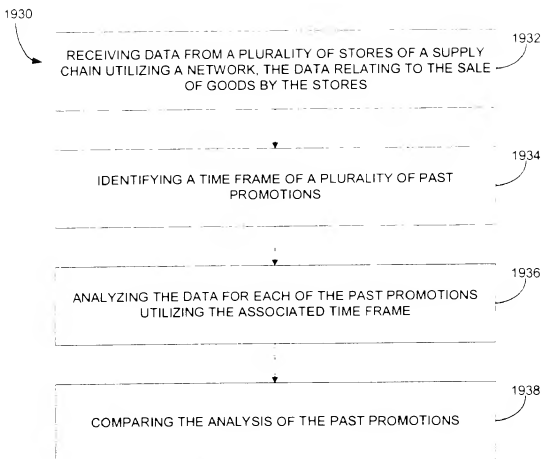 1930
1932
RECEIVING DATA FROM A PLURALITY OF STORES OF A SUPPLY
CHAIN UTILIZING A NETWORK, THE DATA RELATING TO THE SALE
OF GOODS BY THE STORES
1934
IDENTIFYING A TIME FRAME OF A PLURALITY OF PAST
PROMOTIONS
1936
ANALYZING THE DATA FOR EACH OF THE PAST PROMOTIONS
UTILIZING THE ASSOCIATED TIME FRAME
1938
COMPARING THE ANALYSIS OF THE PAST PROMOTIONS